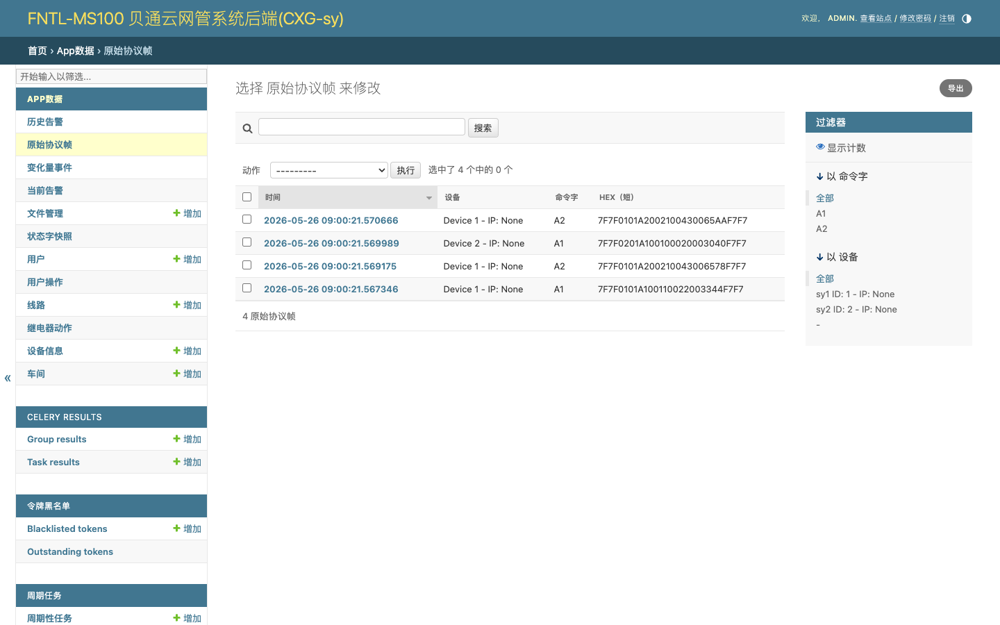 FNTL-MS100 贝通云网管系统后端(CXG-sy)
欢迎， ADMIN. 查看站点 / 修改密码 / 注销
首页 › App数据 › 原始协议帧
开始输入以筛选...
APP数据
历史告警
原始协议帧
变化量事件
当前告警
文件管理 增加
状态字快照
用户 增加
用户操作
线路 增加
继电器动作
设备信息 增加
车间 增加
«
CELERY RESULTS
Group results 增加
Task results 增加
令牌黑名单
Blacklisted tokens 增加
Outstanding tokens
周期任务
周期性任务 增加
选择 原始协议帧 来修改
导出
搜索
动作 --------- 执行 选中了 4 个中的 0 个
时间 设备 命令字 HEX（短）
2026-05-26 09:00:21.570666 Device 1 - IP: None A2 7F7F0101A2002100430065AAF7F7
2026-05-26 09:00:21.569989 Device 2 - IP: None A1 7F7F0201A100100020003040F7F7
2026-05-26 09:00:21.569175 Device 1 - IP: None A2 7F7F0101A200210043006578F7F7
2026-05-26 09:00:21.567346 Device 1 - IP: None A1 7F7F0101A100110022003344F7F7
4 原始协议帧
过滤器
显示计数
以 命令字
全部
A1
A2
以 设备
全部
sy1 ID: 1 - IP: None
sy2 ID: 2 - IP: None
-